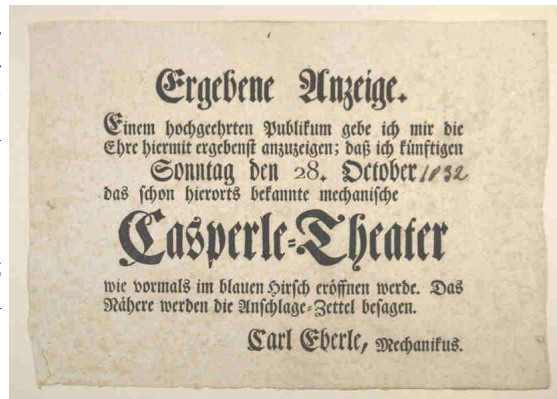 Ergebene Anzeige.
Einem hochgeehrten Publikum gebe ich mir die
Ehre hiermit ergebenst anzuzeigen; daß ich künftigen
Sonntag den 28. October 1832
das schon hierorts bekannte mechanische
Casperle-Theater
wie vormals im blauen Hirsch eröffnen werde. Das
Nähere werden die Anschlage-Zettel besagen.
Carl Eberle, Mechanikus.